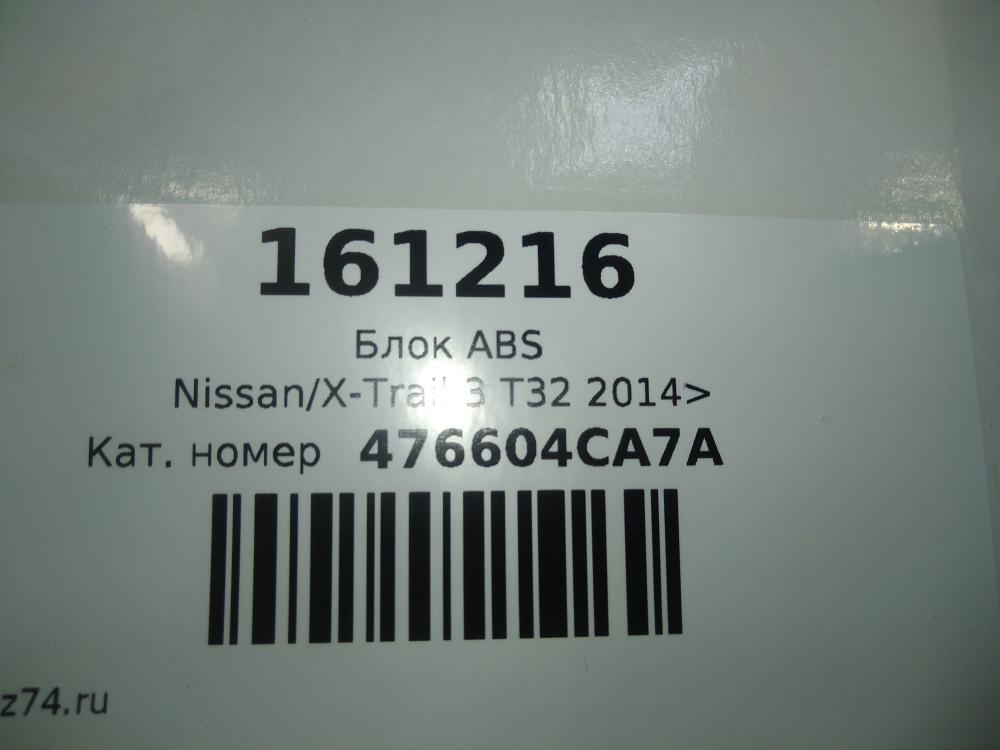 161216
Блок ABS
Nissan/X-Trail 3 T32 2014>
Кат. номер 476604CA7A
z74.ru